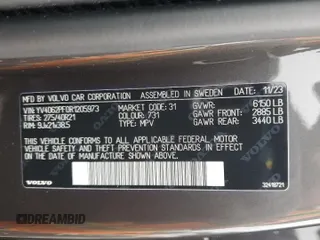 MFD. BY VOLVO CAR CORPORATION ASSEMBLED IN SWEDEN 11/23
VIN: YV4062PF0R1205973 MARKET CODE: 31 GVWR: 6150 LB
TIRES: 275/40R21 COLOUR: 731 GAWR FRONT: 2885 LB
RIM: 9Jx21x38.5 TYPE: MPV GAWR REAR: 3440 LB
THIS VEHICLE CONFORMS TO ALL APPLICABLE FEDERAL MOTOR
VEHICLE SAFETY AND THEFT PREVENTION STANDARDS IN EFFECT
ON THE DATE OF MANUFACTURE SHOWN ABOVE.
VOLVO
© AUTOBIDMASTER